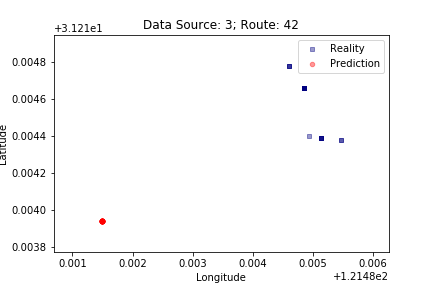 Data Source: 3; Route: 42
+3.121e1
Reality
Prediction
0.0048
0.0046
0.0044
0.0042
0.0040
0.0038
Latitude
0.001 0.002 0.003 0.004 0.005 0.006
Longitude
+1.2148e2